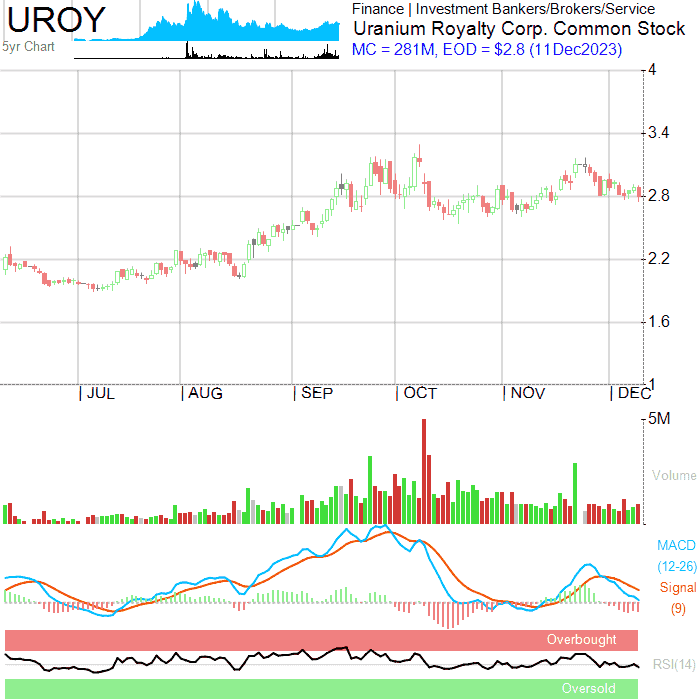 UROY
5yr Chart
Finance | Investment Bankers/Brokers/Service
Uranium Royalty Corp. Common Stock
MC = 281M, EOD = $2.8 (11Dec2023)
4
3.4
2.8
2.2
1.6
1
JUL
AUG
SEP
OCT
NOV
DEC
5M
Volume
MACD
(12-26)
Signal
(9)
Overbought
RSI(14)
Oversold